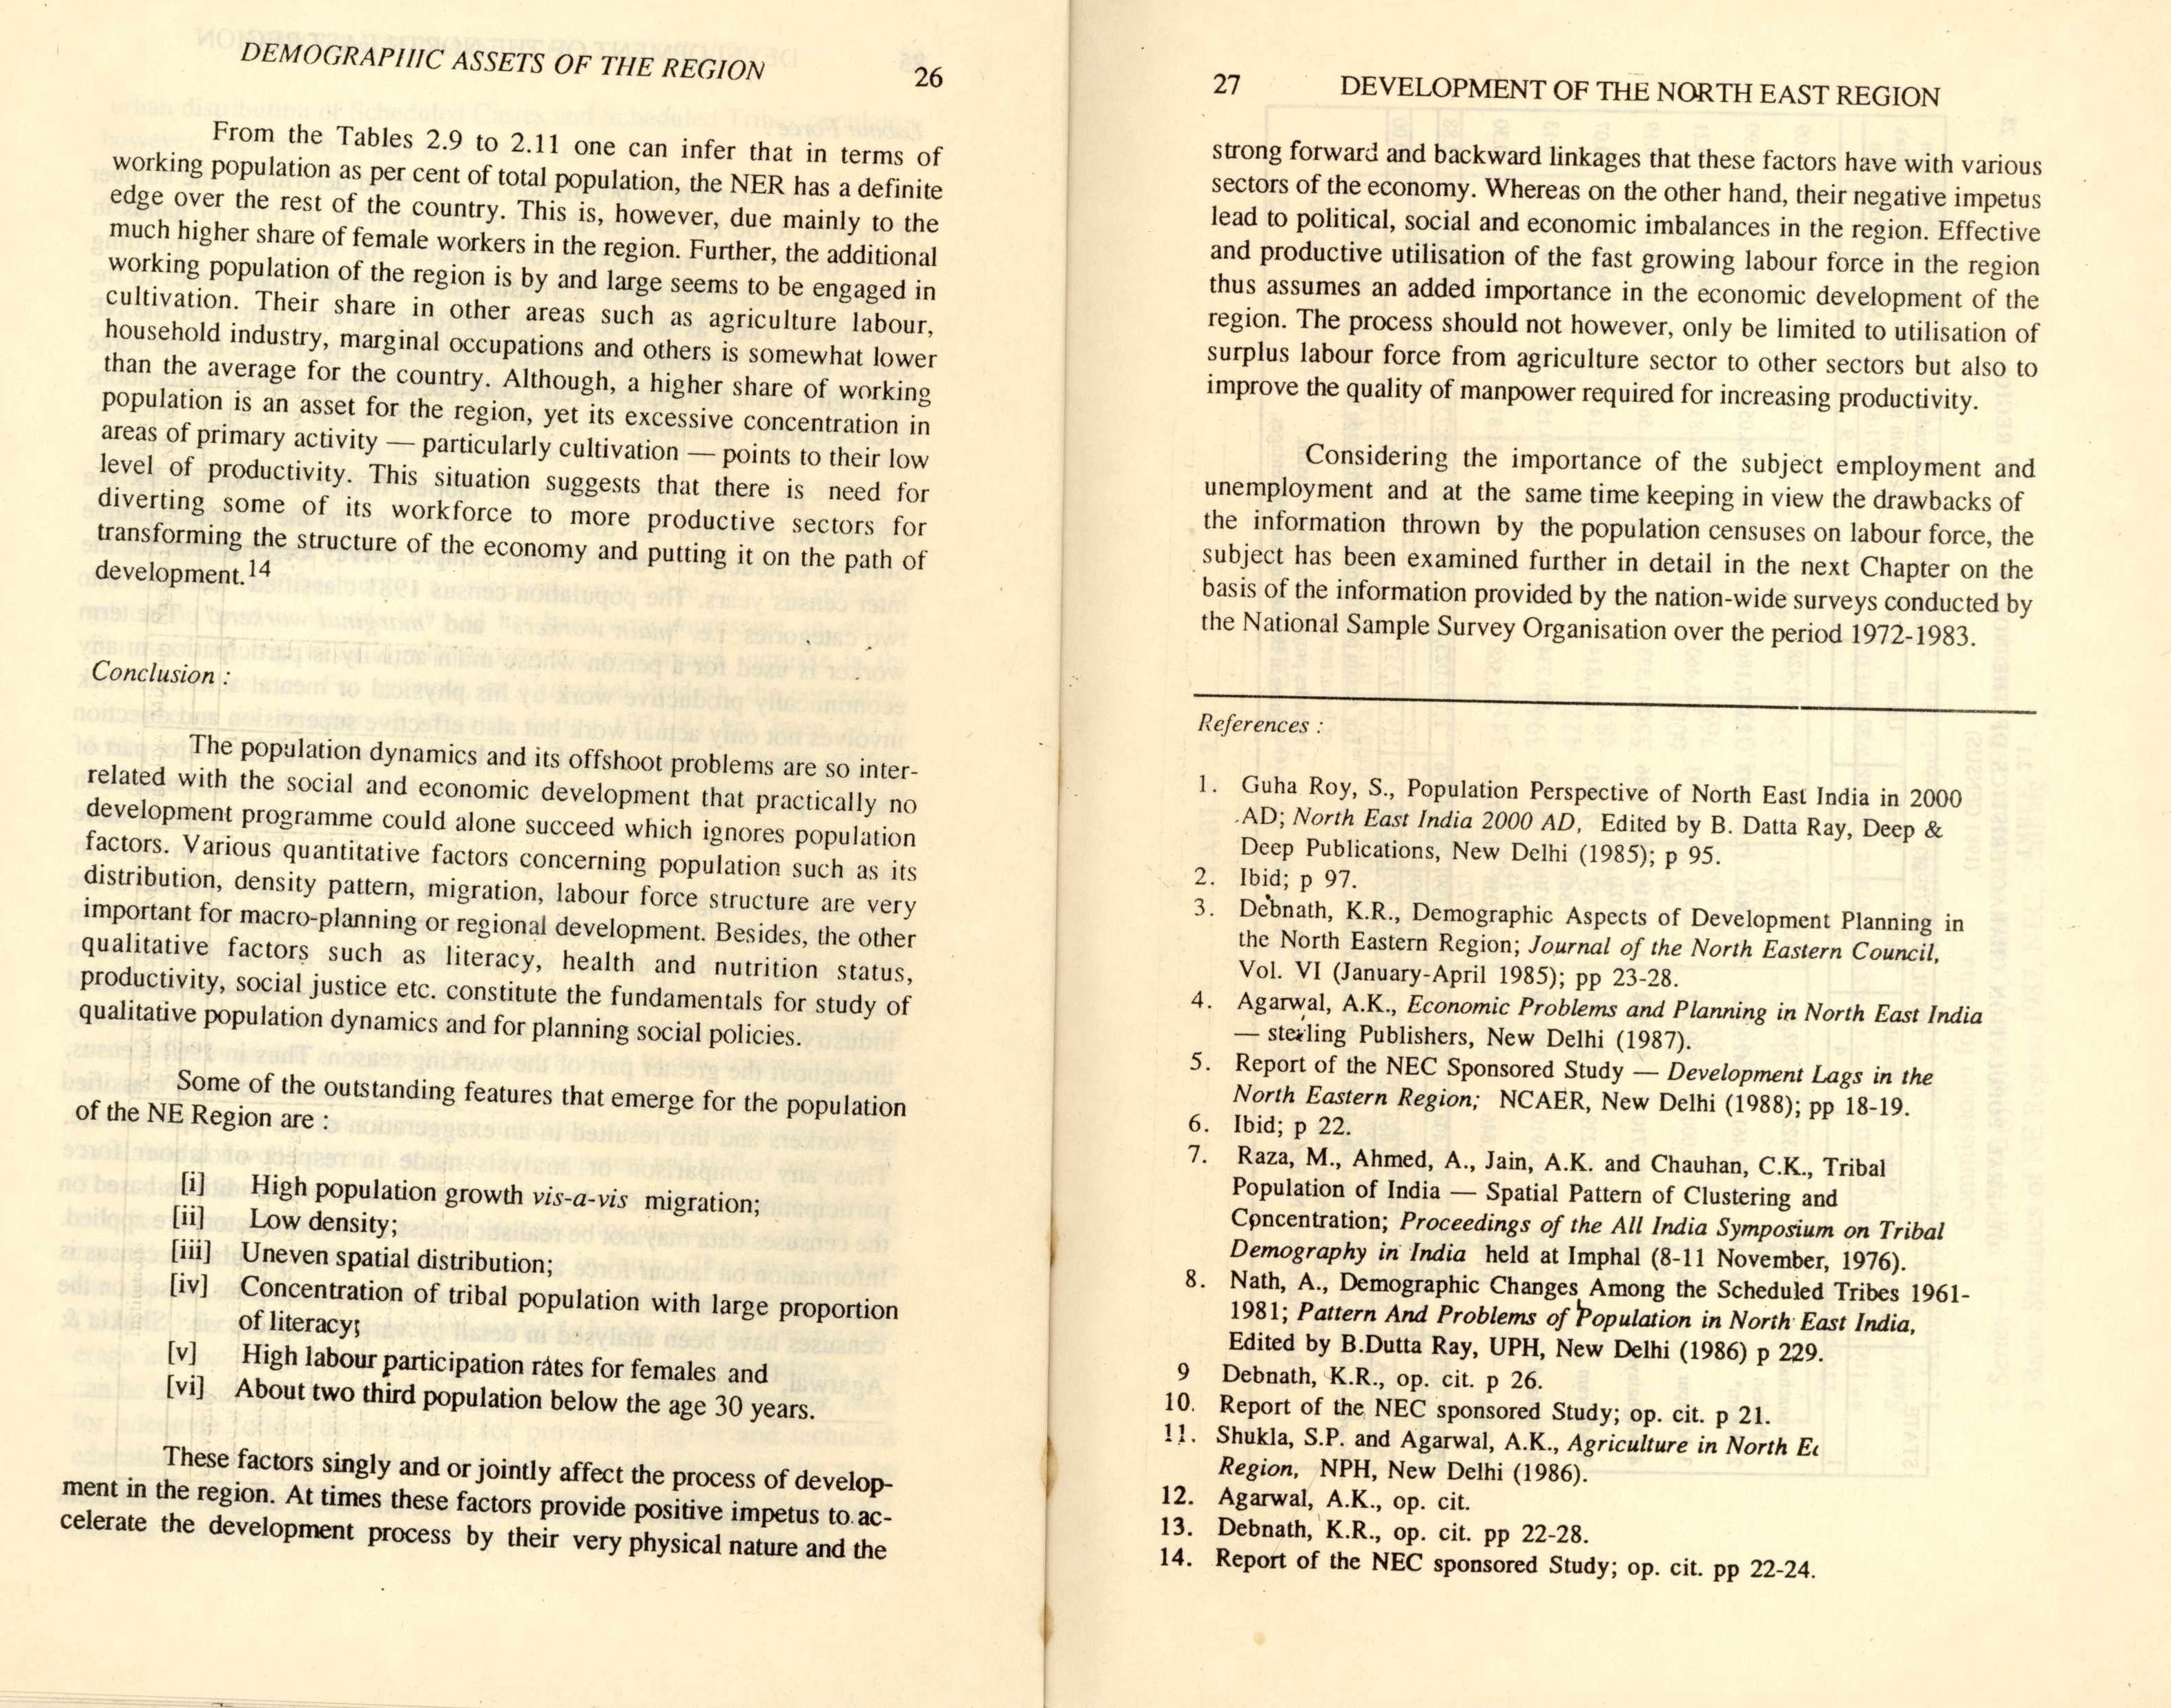 DEMOGRAPHIC ASSETS OF THE REGION 26
From the Tables 2.9 to 2.11 one can infer that in terms of
working population as per cent of total population, the NER has a definite
edge over the rest of the country. This is, however, due mainly to the
much higher share of female workers in the region. Further, the additional
working population of the region is by and large seems to be engaged in
cultivation. Their share in other areas such as agriculture labour,
household industry, marginal occupations and others is somewhat lower
than the average for the country. Although, a higher share of working
population is an asset for the region, yet its excessive concentration in
areas of primary activity — particularly cultivation — points to their low
level of productivity. This situation suggests that there is need for
diverting some of its workforce to more productive sectors for
transforming the structure of the economy and putting it on the path of
development.14
Conclusion :
The population dynamics and its offshoot problems are so inter-
related with the social and economic development that practically no
development programme could alone succeed which ignores population
factors. Various quantitative factors concerning population such as its
distribution, density pattern, migration, labour force structure are very
important for macro-planning or regional development. Besides, the other
qualitative factors such as literacy, health and nutrition status,
productivity, social justice etc. constitute the fundamentals for study of
qualitative population dynamics and for planning social policies.
Some of the outstanding features that emerge for the population
of the NE Region are :
[i] High population growth vis-a-vis migration;
[ii] Low density;
[iii] Uneven spatial distribution;
[iv] Concentration of tribal population with large proportion
of literacy;
[v] High labour participation rates for females and
[vi] About two third population below the age 30 years.
These factors singly and or jointly affect the process of develop-
ment in the region. At times these factors provide positive impetus to ac-
celerate the development process by their very physical nature and the
27 DEVELOPMENT OF THE NORTH EAST REGION
strong forward and backward linkages that these factors have with various
sectors of the economy. Whereas on the other hand, their negative impetus
lead to political, social and economic imbalances in the region. Effective
and productive utilisation of the fast growing labour force in the region
thus assumes an added importance in the economic development of the
region. The process should not however, only be limited to utilisation of
surplus labour force from agriculture sector to other sectors but also to
improve the quality of manpower required for increasing productivity.
Considering the importance of the subject employment and
unemployment and at the same time keeping in view the drawbacks of
the information thrown by the population censuses on labour force, the
subject has been examined further in detail in the next Chapter on the
basis of the information provided by the nation-wide surveys conducted by
the National Sample Survey Organisation over the period 1972-1983.
References :
1. Guha Roy, S., Population Perspective of North East India in 2000
AD; North East India 2000 AD, Edited by B. Datta Ray, Deep &
Deep Publications, New Delhi (1985); p 95.
2. Ibid; p 97.
3. Debnath, K.R., Demographic Aspects of Development Planning in
the North Eastern Region; Journal of the North Eastern Council,
Vol. VI (January-April 1985); pp 23-28.
4. Agarwal, A.K., Economic Problems and Planning in North East India
— sterling Publishers, New Delhi (1987).
5. Report of the NEC Sponsored Study — Development Lags in the
North Eastern Region; NCAER, New Delhi (1988); pp 18-19.
6. Ibid; p 22.
7. Raza, M., Ahmed, A., Jain, A.K. and Chauhan, C.K., Tribal
Population of India — Spatial Pattern of Clustering and
Concentration; Proceedings of the All India Symposium on Tribal
Demography in India held at Imphal (8-11 November, 1976).
8. Nath, A., Demographic Changes Among the Scheduled Tribes 1961-
1981; Pattern And Problems of Population in North East India,
Edited by B.Dutta Ray, UPH, New Delhi (1986) p 229.
9 Debnath, K.R., op. cit. p 26.
10. Report of the NEC sponsored Study; op. cit. p 21.
11. Shukla, S.P. and Agarwal, A.K., Agriculture in North
Region, NPH, New Delhi (1986).
12. Agarwal, A.K., op. cit.
13. Debnath, K.R., op. cit. pp 22-28.
14. Report of the NEC sponsored Study; op. cit. pp 22-24.